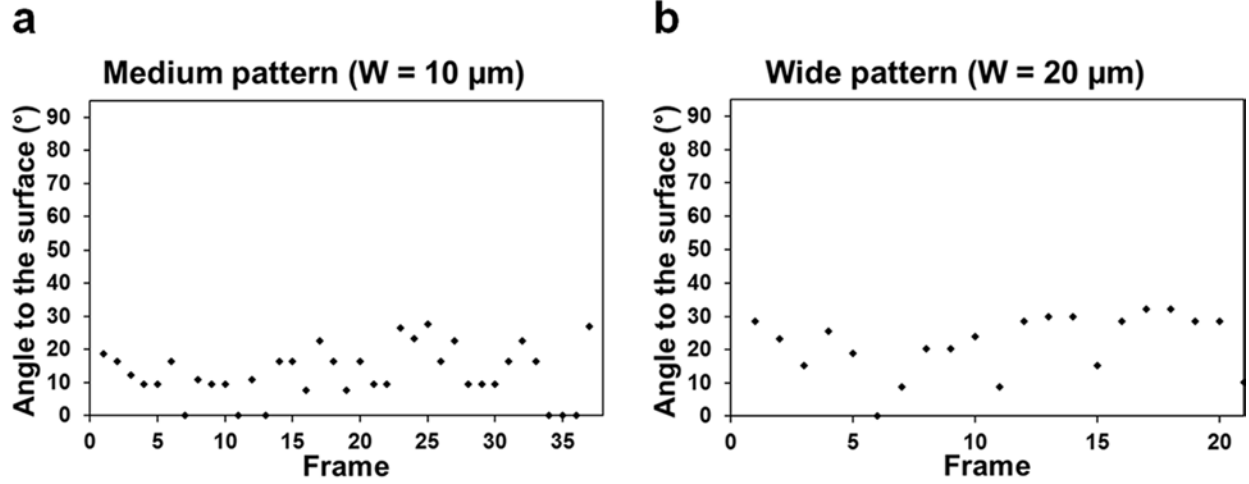 a
Medium pattern (W = 10 µm)
Angle to the surface (°)
90
80
70
60
50
40
30
20
10
0
0 5 10 15 20 25 30 35
Frame
b
Wide pattern (W = 20 µm)
Angle to the surface (°)
90
80
70
60
50
40
30
20
10
0
0 5 10 15 20
Frame